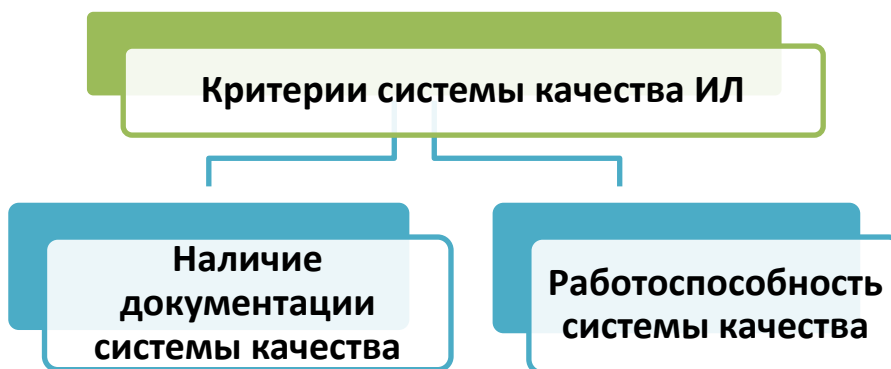 Критерии системы качества ИЛ
Наличие
документации
системы качества
Работоспособность
системы качества